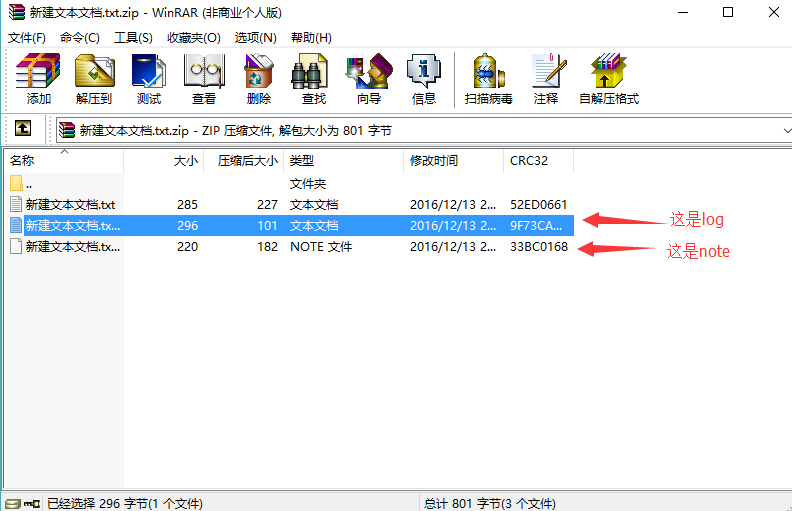 新建文本文档.txt.zip - WinRAR (非商业个人版)
文件(F) 命令(C) 工具(S) 收藏夹(O) 选项(N) 帮助(H)
添加 解压到 测试 查看 删除 查找 向导 信息 扫描病毒 注释 自解压格式
新建文本文档.txt.zip - ZIP 压缩文件, 解包大小为 801 字节
名称 大小 压缩后大小 类型 修改时间 CRC32
.. 文件夹
新建文本文档.txt 285 227 文本文档 2016/12/13 2... 52ED0661
新建文本文档.tx... 296 101 文本文档 2016/12/13 2... 9F73CA... 这是log
新建文本文档.tx... 220 182 NOTE 文件 2016/12/13 2... 33BC0168 这是note
已经选择 296 字节(1 个文件) 总计 801 字节(3 个文件)